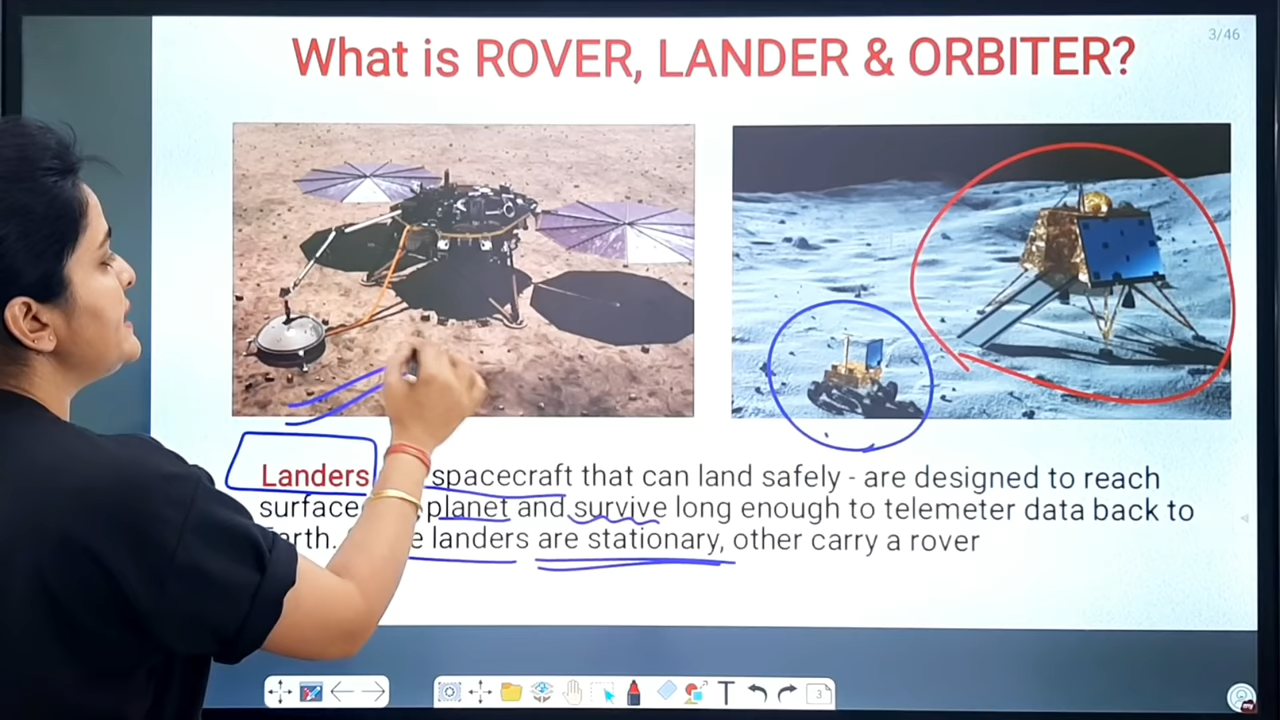 3/46
What is ROVER, LANDER & ORBITER?
Landers spacecraft that can land safely - are designed to reach
surface planet and survive long enough to telemeter data back to
landers are stationary, other carry a rover
T
3